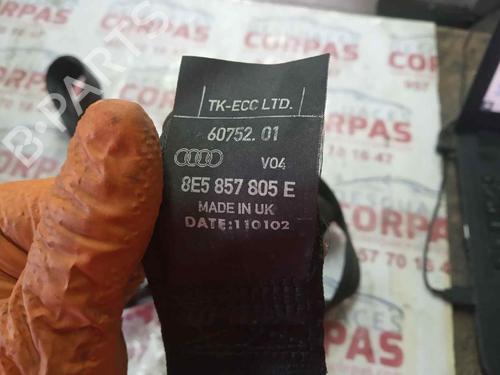 TK-ECC LTD.
60752.01
V04
8E5 857 805 E
MADE IN UK
DATE:110102
B-PARTS
CORPAS